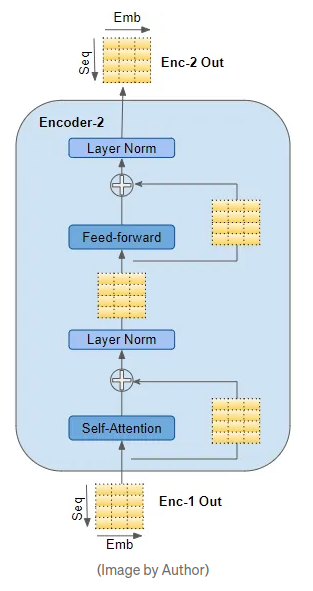 Emb
Seq
Enc-2 Out
Encoder-2
Layer Norm
Feed-forward
Layer Norm
Self-Attention
Seq
Enc-1 Out
Emb
(Image by Author)